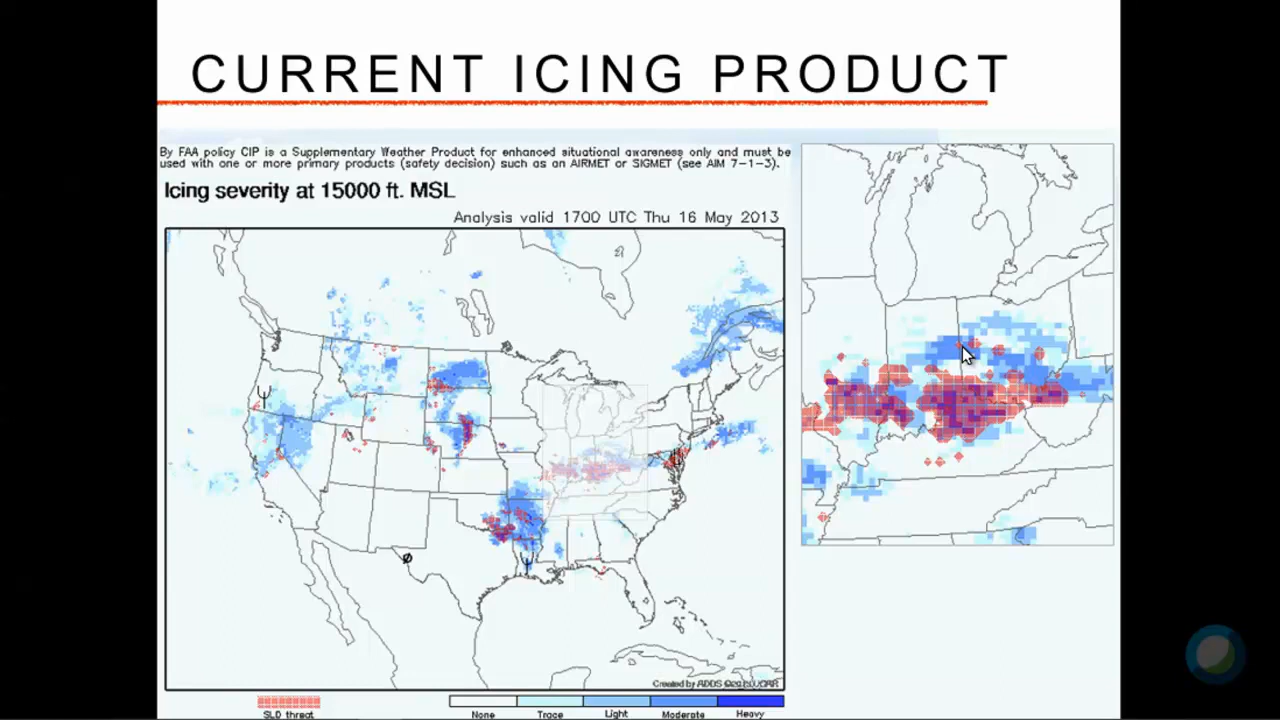 CURRENT ICING PRODUCT
By FAA policy CIP is a Supplementary Weather Product for enhanced situational awareness only and must be
used with one or more primary products (safety decision) such as an AIRMET or SIGMET (see AIM 7-1-3).
Icing severity at 15000 ft. MSL
Analysis valid 1700 UTC Thu 16 May 2013
Created by ADDS
SLD threat
None Trace Light Moderate Heavy